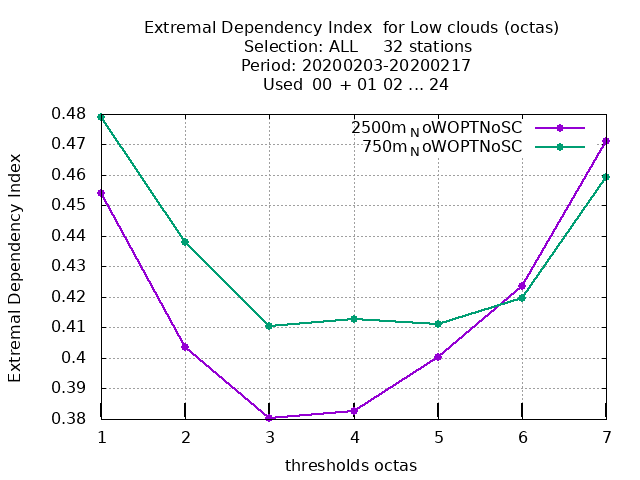 Extremal Dependency Index  for Low clouds (octas)
Selection: ALL     32 stations
Period: 20200203-20200217
Used  00 + 01 02 ... 24
2500m_NoWOPTNoSC
750m_NoWOPTNoSC
Extremal Dependency Index
0.48
0.47
0.46
0.45
0.44
0.43
0.42
0.41
0.4
0.39
0.38
1 2 3 4 5 6 7
thresholds octas